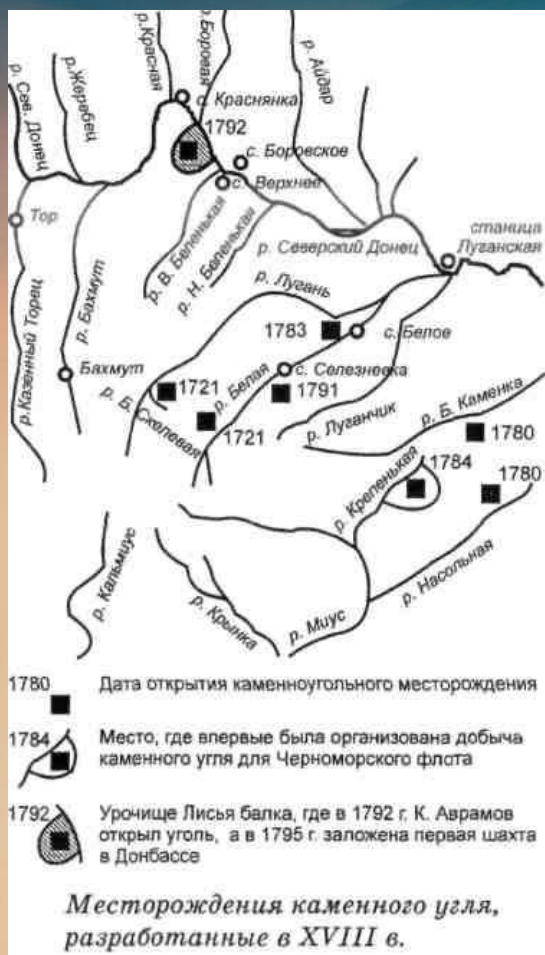 р. Сев. Донец
р.Жеребец
р.Красная
р.Боровая
р. Айдар
с. Краснянка
1792
с. Боровское
с. Верхнее
Тор
р. В. Беленькая
р. Н. Беленькая
р. Северский Донец
станица
Луганская
р.Казенный Торец
р. Бахмут
р. Лугань
1783
с. Белое
Бахмут
р. Белая
с. Селезневка
1721
1791
р. Б. Скелевая
1721
р. Луганчик
р. Б. Каменка
1780
1784
1780
р. Крепенькая
р. Насольная
р. Кальмиус
р. Крынка
р. Миус
1780
Дата открытия каменноугольного месторождения
1784
Место, где впервые была организована добыча
каменного угля для Черноморского флота
1792
Урочище Лисья балка, где в 1792 г. К. Аврамов
открыл уголь, а в 1795 г. заложена первая шахта
в Донбассе
Месторождения каменного угля,
разработанные в XVIII в.